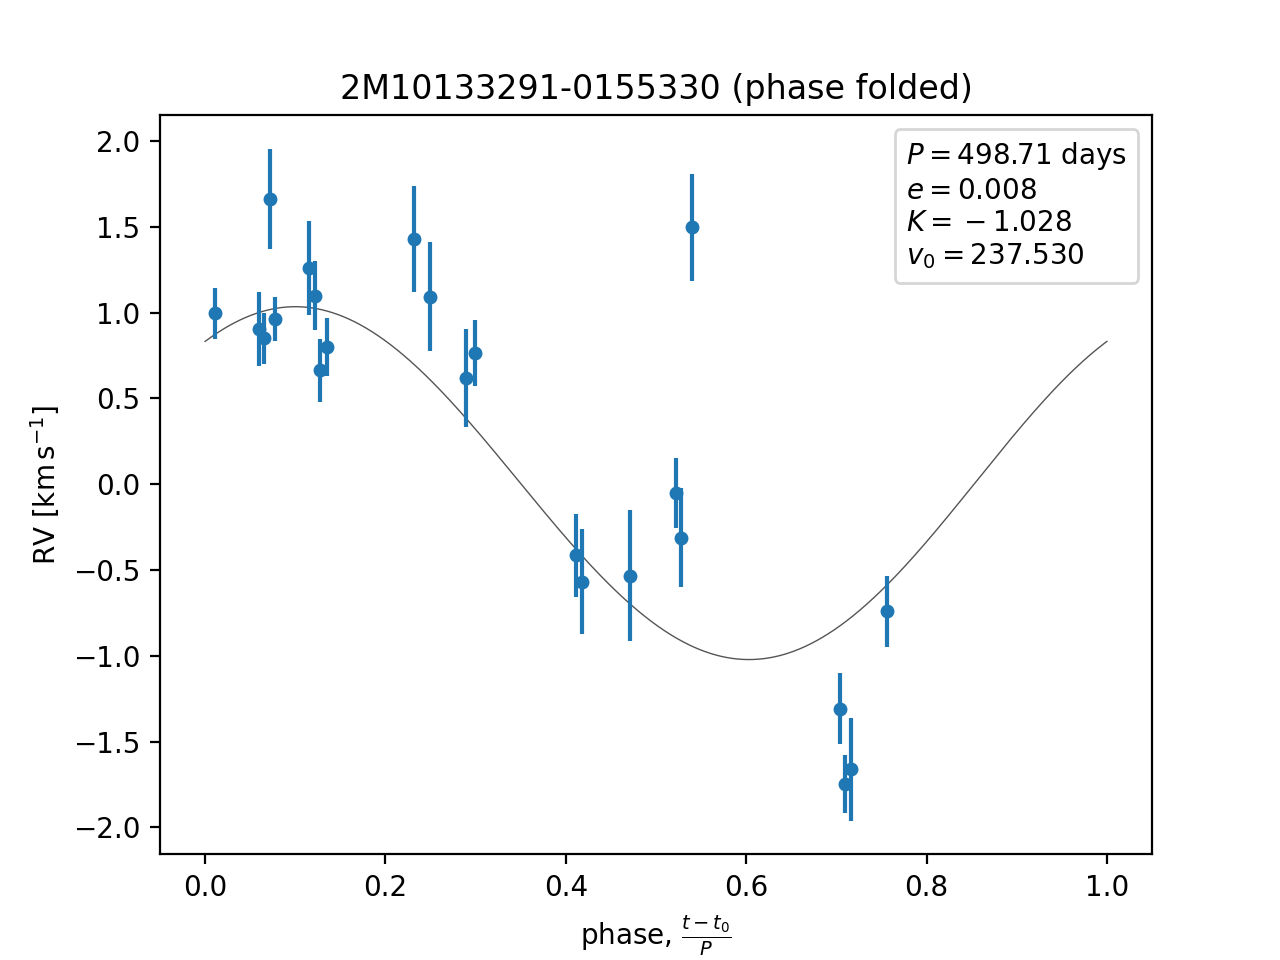 2M10133291-0155330 (phase folded)
P = 498.71 days
e = 0.008
K = −1.028
v₀ = 237.530
RV [km s⁻¹]
2.0
1.5
1.0
0.5
0.0
−0.5
−1.0
−1.5
−2.0
0.0 0.2 0.4 0.6 0.8 1.0
phase, (t − t₀)/P